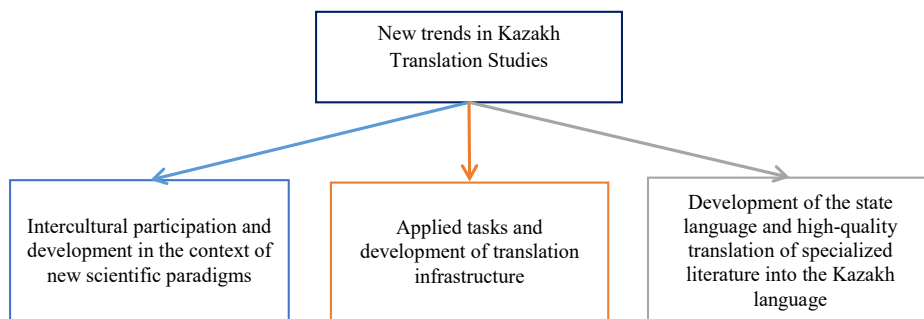 New trends in Kazakh
Translation Studies
Intercultural participation and
development in the context of
new scientific paradigms
Applied tasks and
development of translation
infrastructure
Development of the state
language and high-quality
translation of specialized
literature into the Kazakh
language